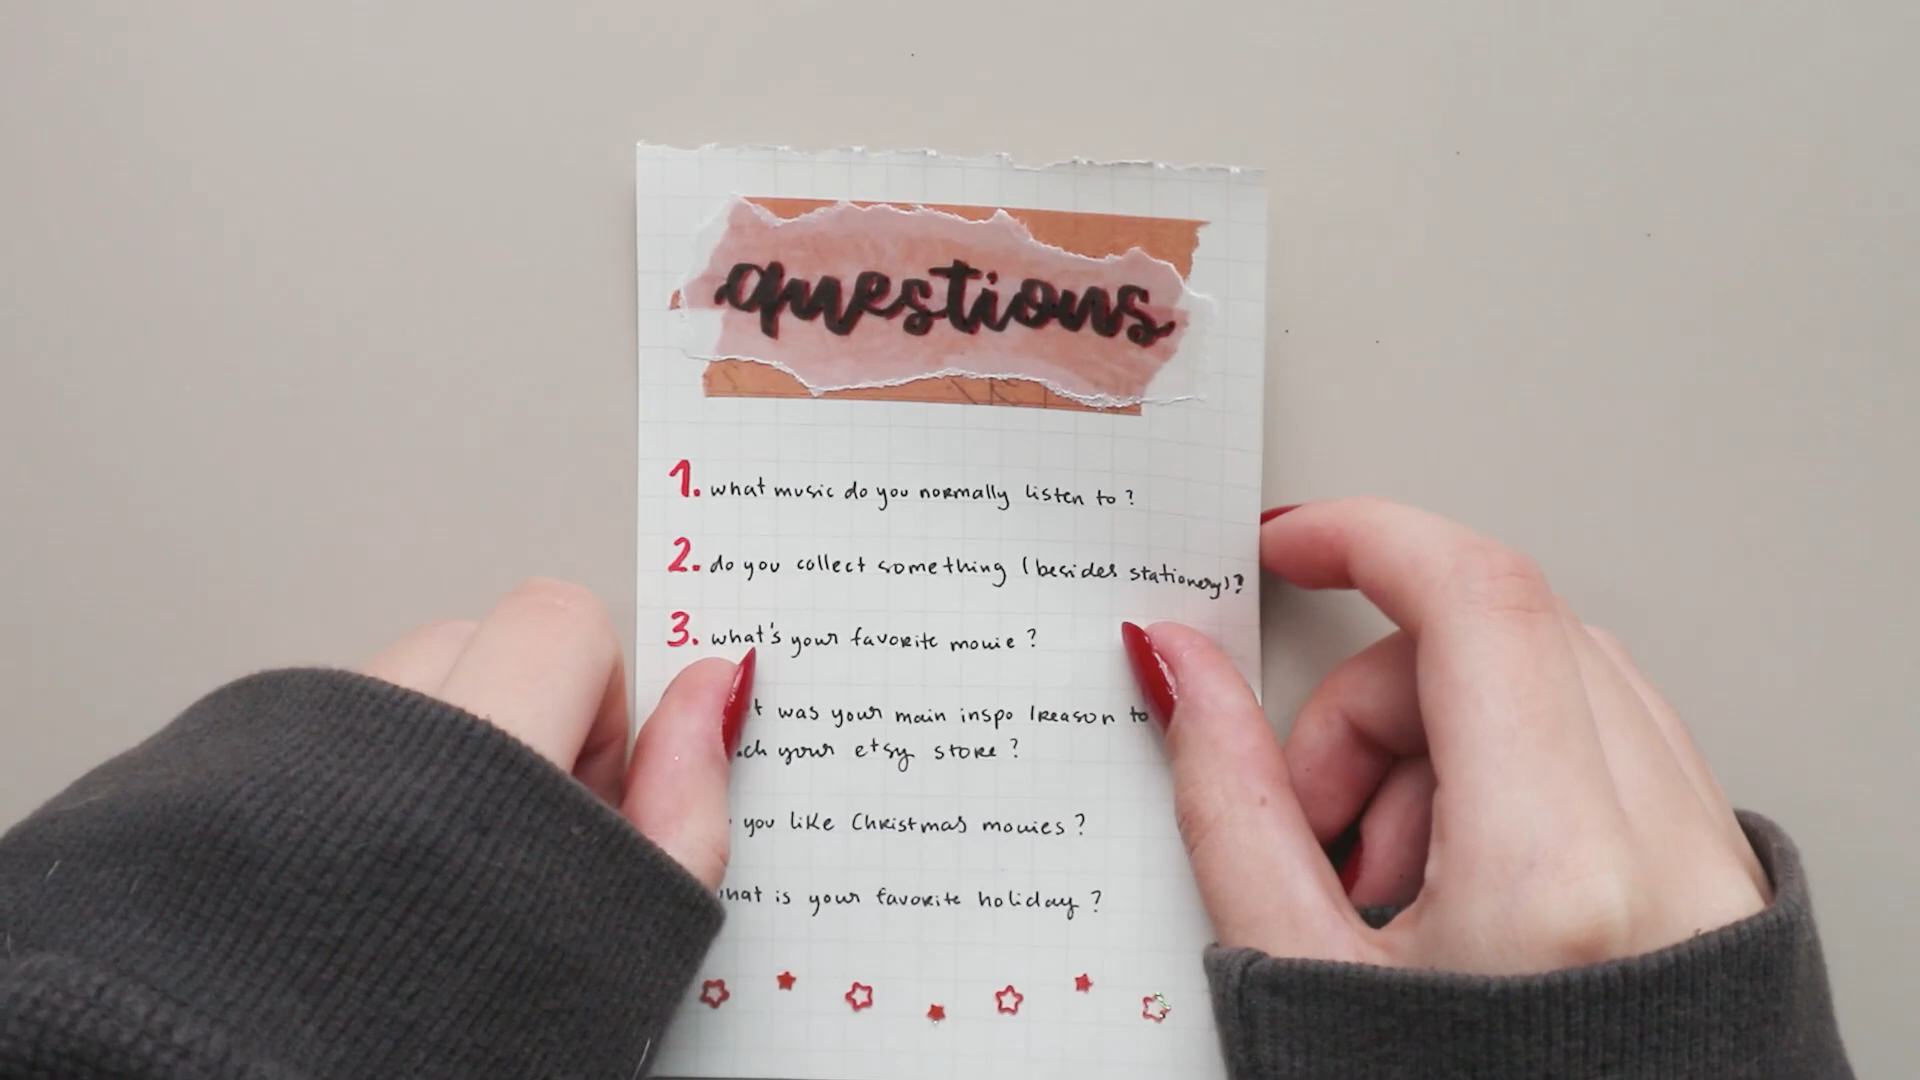 questions
1. what music do you normally listen to?
2. do you collect something (besides stationery)?
3. what's your favorite movie?
was your main inspo /reason to
your etsy store?
you like Christmas movies?
is your favorite holiday?